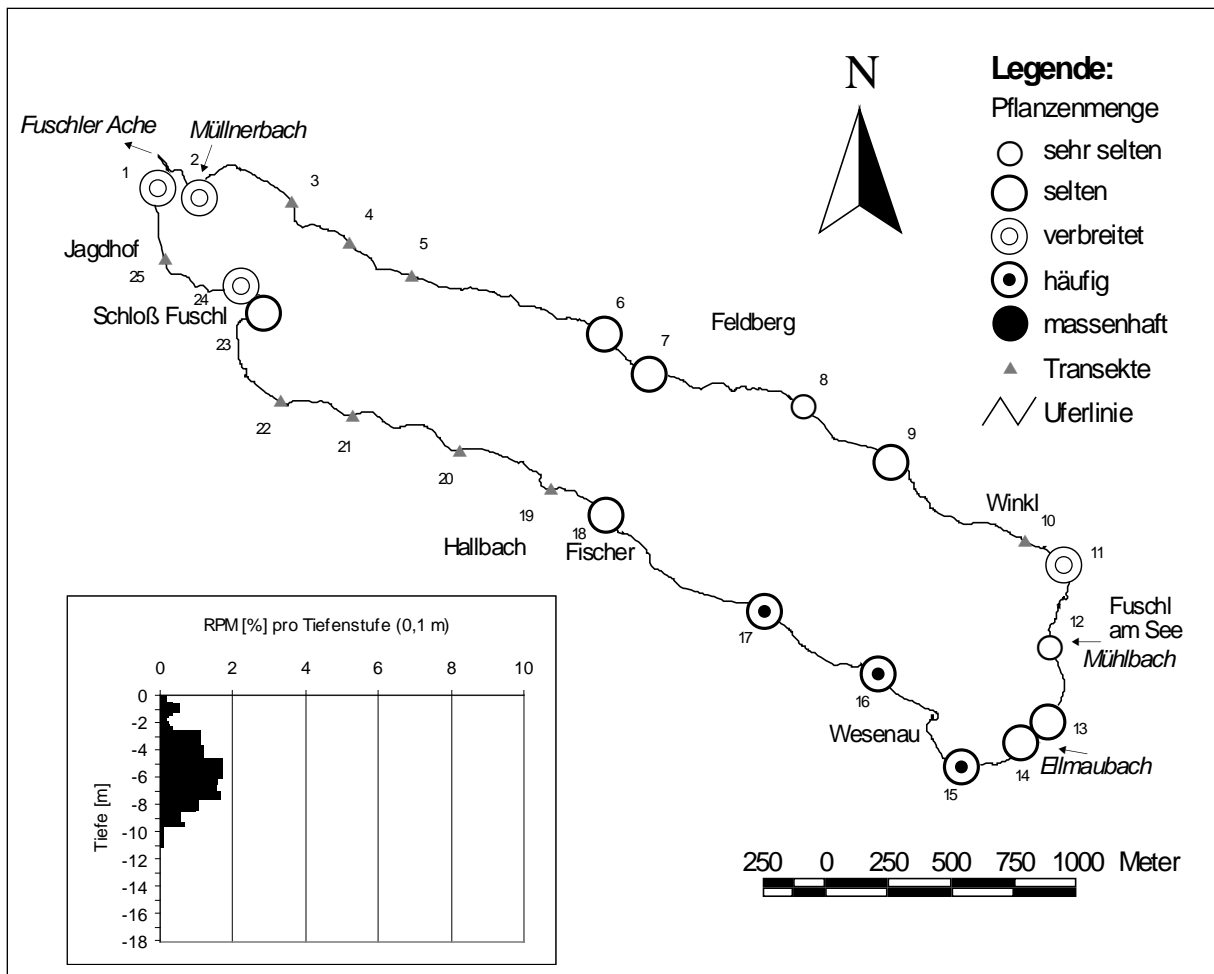 Legende:
Pflanzenmenge
sehr selten
selten
verbreitet
häufig
massenhaft
Transekte
Uferlinie
N
Fuschler Ache
Müllnerbach
1
2
3
4
5
6
7
Feldberg
8
9
Winkl
10
11
Fuschl
am See
12
Mühlbach
13
Ellmaubach
14
15
Wesenau
16
17
18
Fischer
Hallbach
19
20
21
22
23
Schloß Fuschl
24
25
Jagdhof
RPM [%] pro Tiefenstufe (0,1 m)
0 2 4 6 8 10
Tiefe [m]
0
-2
-4
-6
-8
-10
-12
-14
-16
-18
250 0 250 500 750 1000 Meter